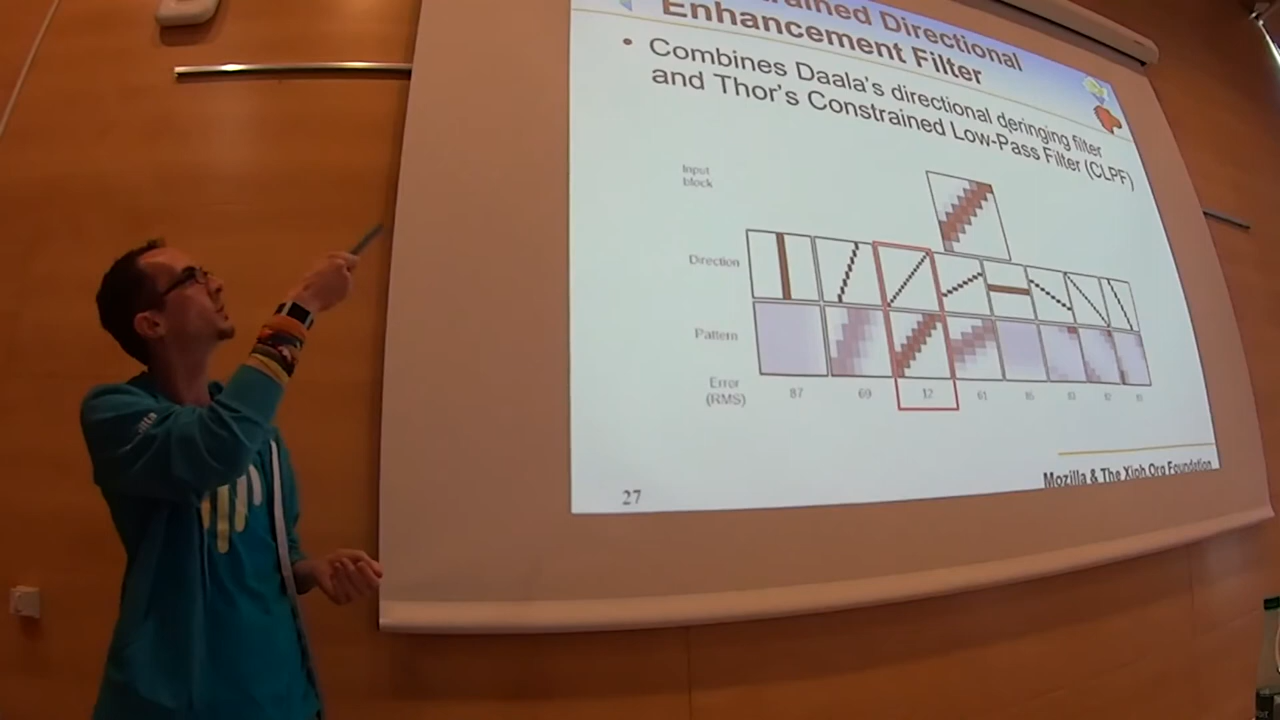 Directional
Enhancement Filter
• Combines Daala's directional deringing filter
and Thor's Constrained Low-Pass Filter (CLPF)
Input
block
Direction
Pattern
Error
(RMS)
87 69 12 61
27
Mozilla & The Xiph.Org Foundation